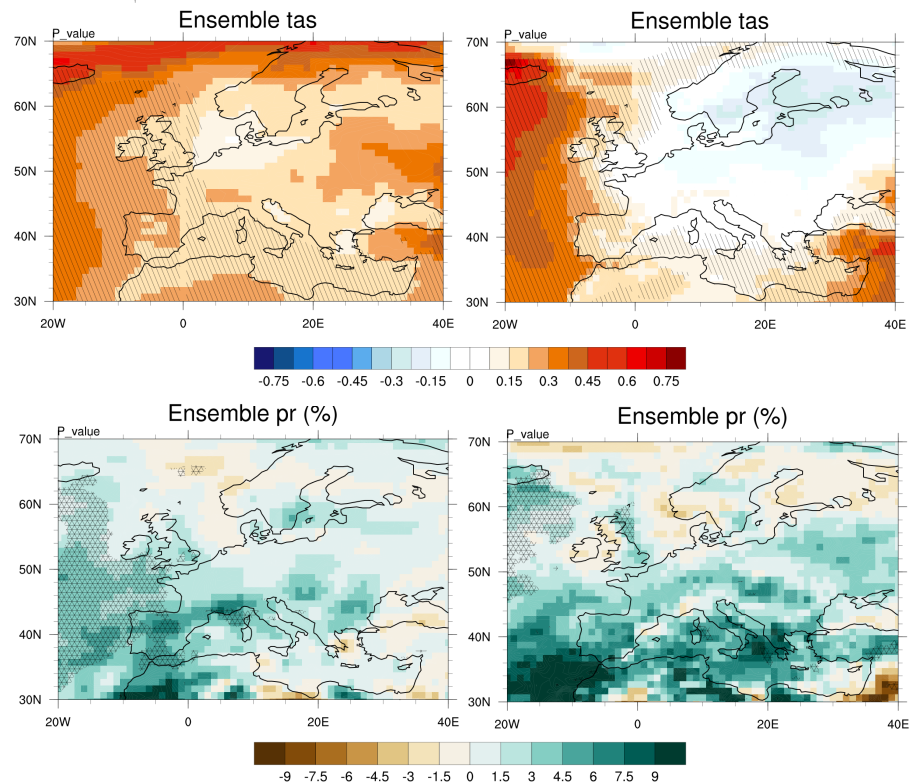 Ensemble tas
Ensemble tas
P_value
P_value
70N
60N
50N
40N
30N
20W 0 20E 40E
70N
60N
50N
40N
30N
20W 0 20E 40E
-0.75 -0.6 -0.45 -0.3 -0.15 0 0.15 0.3 0.45 0.6 0.75
Ensemble pr (%)
Ensemble pr (%)
P_value
P_value
70N
60N
50N
40N
30N
20W 0 20E 40E
70N
60N
50N
40N
30N
20W 0 20E 40E
-9 -7.5 -6 -4.5 -3 -1.5 0 1.5 3 4.5 6 7.5 9